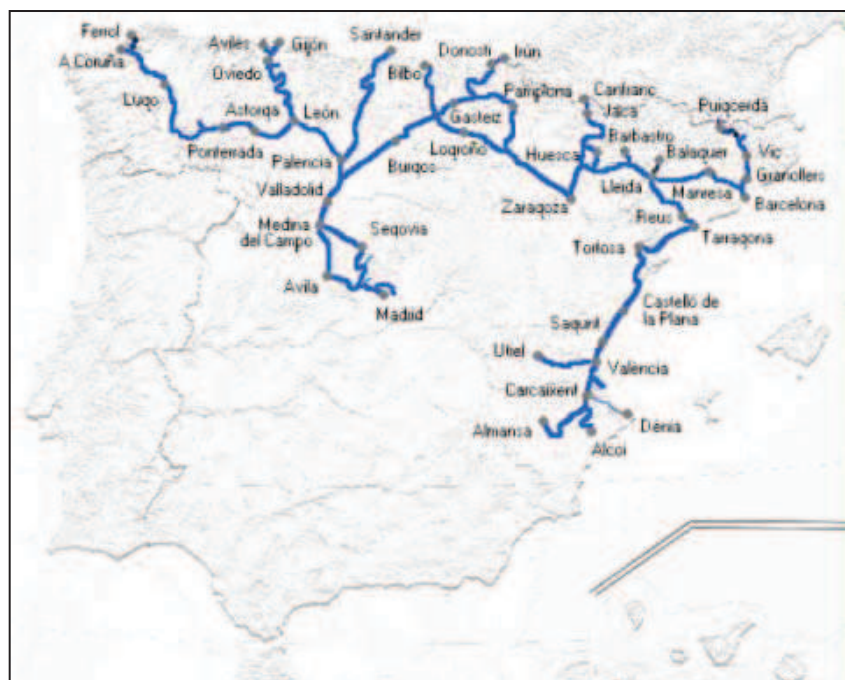 Ferrol
A Coruña
Lugo
Avilés
Gijón
Oviedo
Santander
Bilbo
Donosti
Irún
Pamplona
Canfranc
Jaca
Puigcerdà
Astorga
León
Gasteiz
Barbastro
Balaguer
Vic
Ponferrada
Palencia
Burgos
Logroño
Huesca
Lleida
Manresa
Granollers
Barcelona
Valladolid
Zaragoza
Reus
Tarragona
Medina
del Campo
Segovia
Tortosa
Avila
Madrid
Castelló de
la Plana
Sagunt
Utiel
València
Carcaixent
Almansa
Alcoi
Dénia